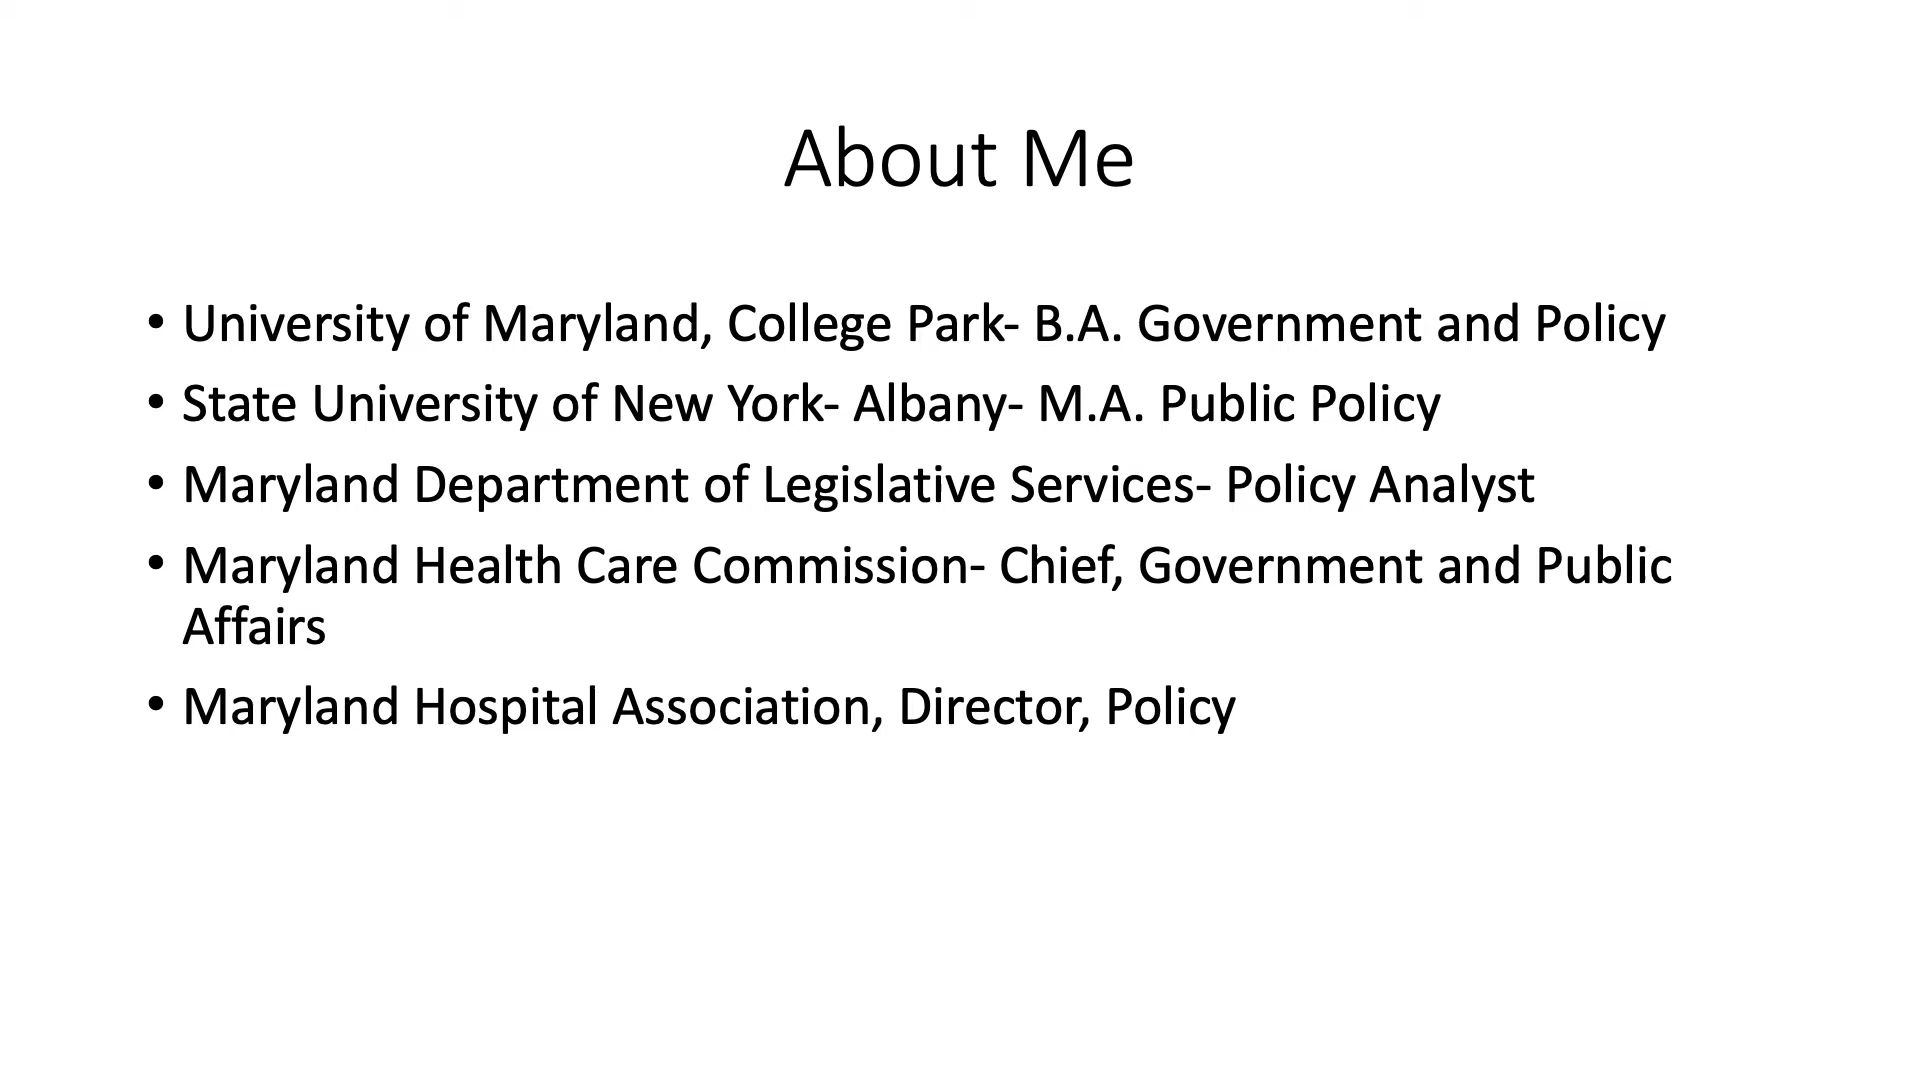 About Me
• University of Maryland, College Park- B.A. Government and Policy
• State University of New York- Albany- M.A. Public Policy
• Maryland Department of Legislative Services- Policy Analyst
• Maryland Health Care Commission- Chief, Government and Public
Affairs
• Maryland Hospital Association, Director, Policy